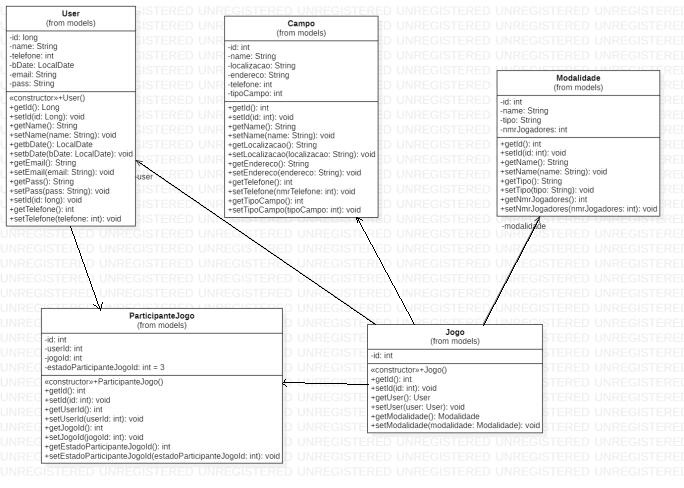 User
(from models)
-id: long
-name: String
-telefone: int
-bDate: LocalDate
-email: String
-pass: String
«constructor»+User()
+getId(): Long
+setId(id: Long): void
+getName(): String
+setName(name: String): void
+getbDate(): LocalDate
+setbDate(bDate: LocalDate): void
+getEmail(): String
+setEmail(email: String): void
+getPass(): String
+setPass(pass: String): void
+setId(id: long): void
+getTelefone(): int
+setTelefone(telefone: int): void
Campo
(from models)
-id: int
-name: String
-localizacao: String
-endereco: String
-telefone: int
-tipoCampo: int
+getId(): int
+setId(id: int): void
+getName(): String
+setName(name: String): void
+getLocalizacao(): String
+setLocalizacao(localizacao: String): void
+getEndereco(): String
+setEndereco(endereco: String): void
+getTelefone(): int
+setTelefone(nmrTelefone: int): void
+getTipoCampo(): int
+setTipoCampo(tipoCampo: int): void
Modalidade
(from models)
-id: int
-name: String
-tipo: String
-nmrJogadores: int
+getId(): int
+setId(id: int): void
+getName(): String
+setName(name: String): void
+getTipo(): String
+setTipo(tipo: String): void
+getNmrJogadores(): int
+setNmrJogadores(nmrJogadores: int): void
-user
-modalidade
ParticipanteJogo
(from models)
-id: int
-userId: int
-jogoId: int
-estadoParticipanteJogoId: int = 3
«constructor»+ParticipanteJogo()
+getId(): int
+setId(id: int): void
+getUserId(): int
+setUserId(userId: int): void
+getJogoId(): int
+setJogoId(jogoId: int): void
+getEstadoParticipanteJogoId(): int
+setEstadoParticipanteJogoId(estadoParticipanteJogoId: int): void
Jogo
(from models)
-id: int
«constructor»+Jogo()
+getId(): int
+setId(id: int): void
+getUser(): User
+setUser(user: User): void
+getModalidade(): Modalidade
+setModalidade(modalidade: Modalidade): void